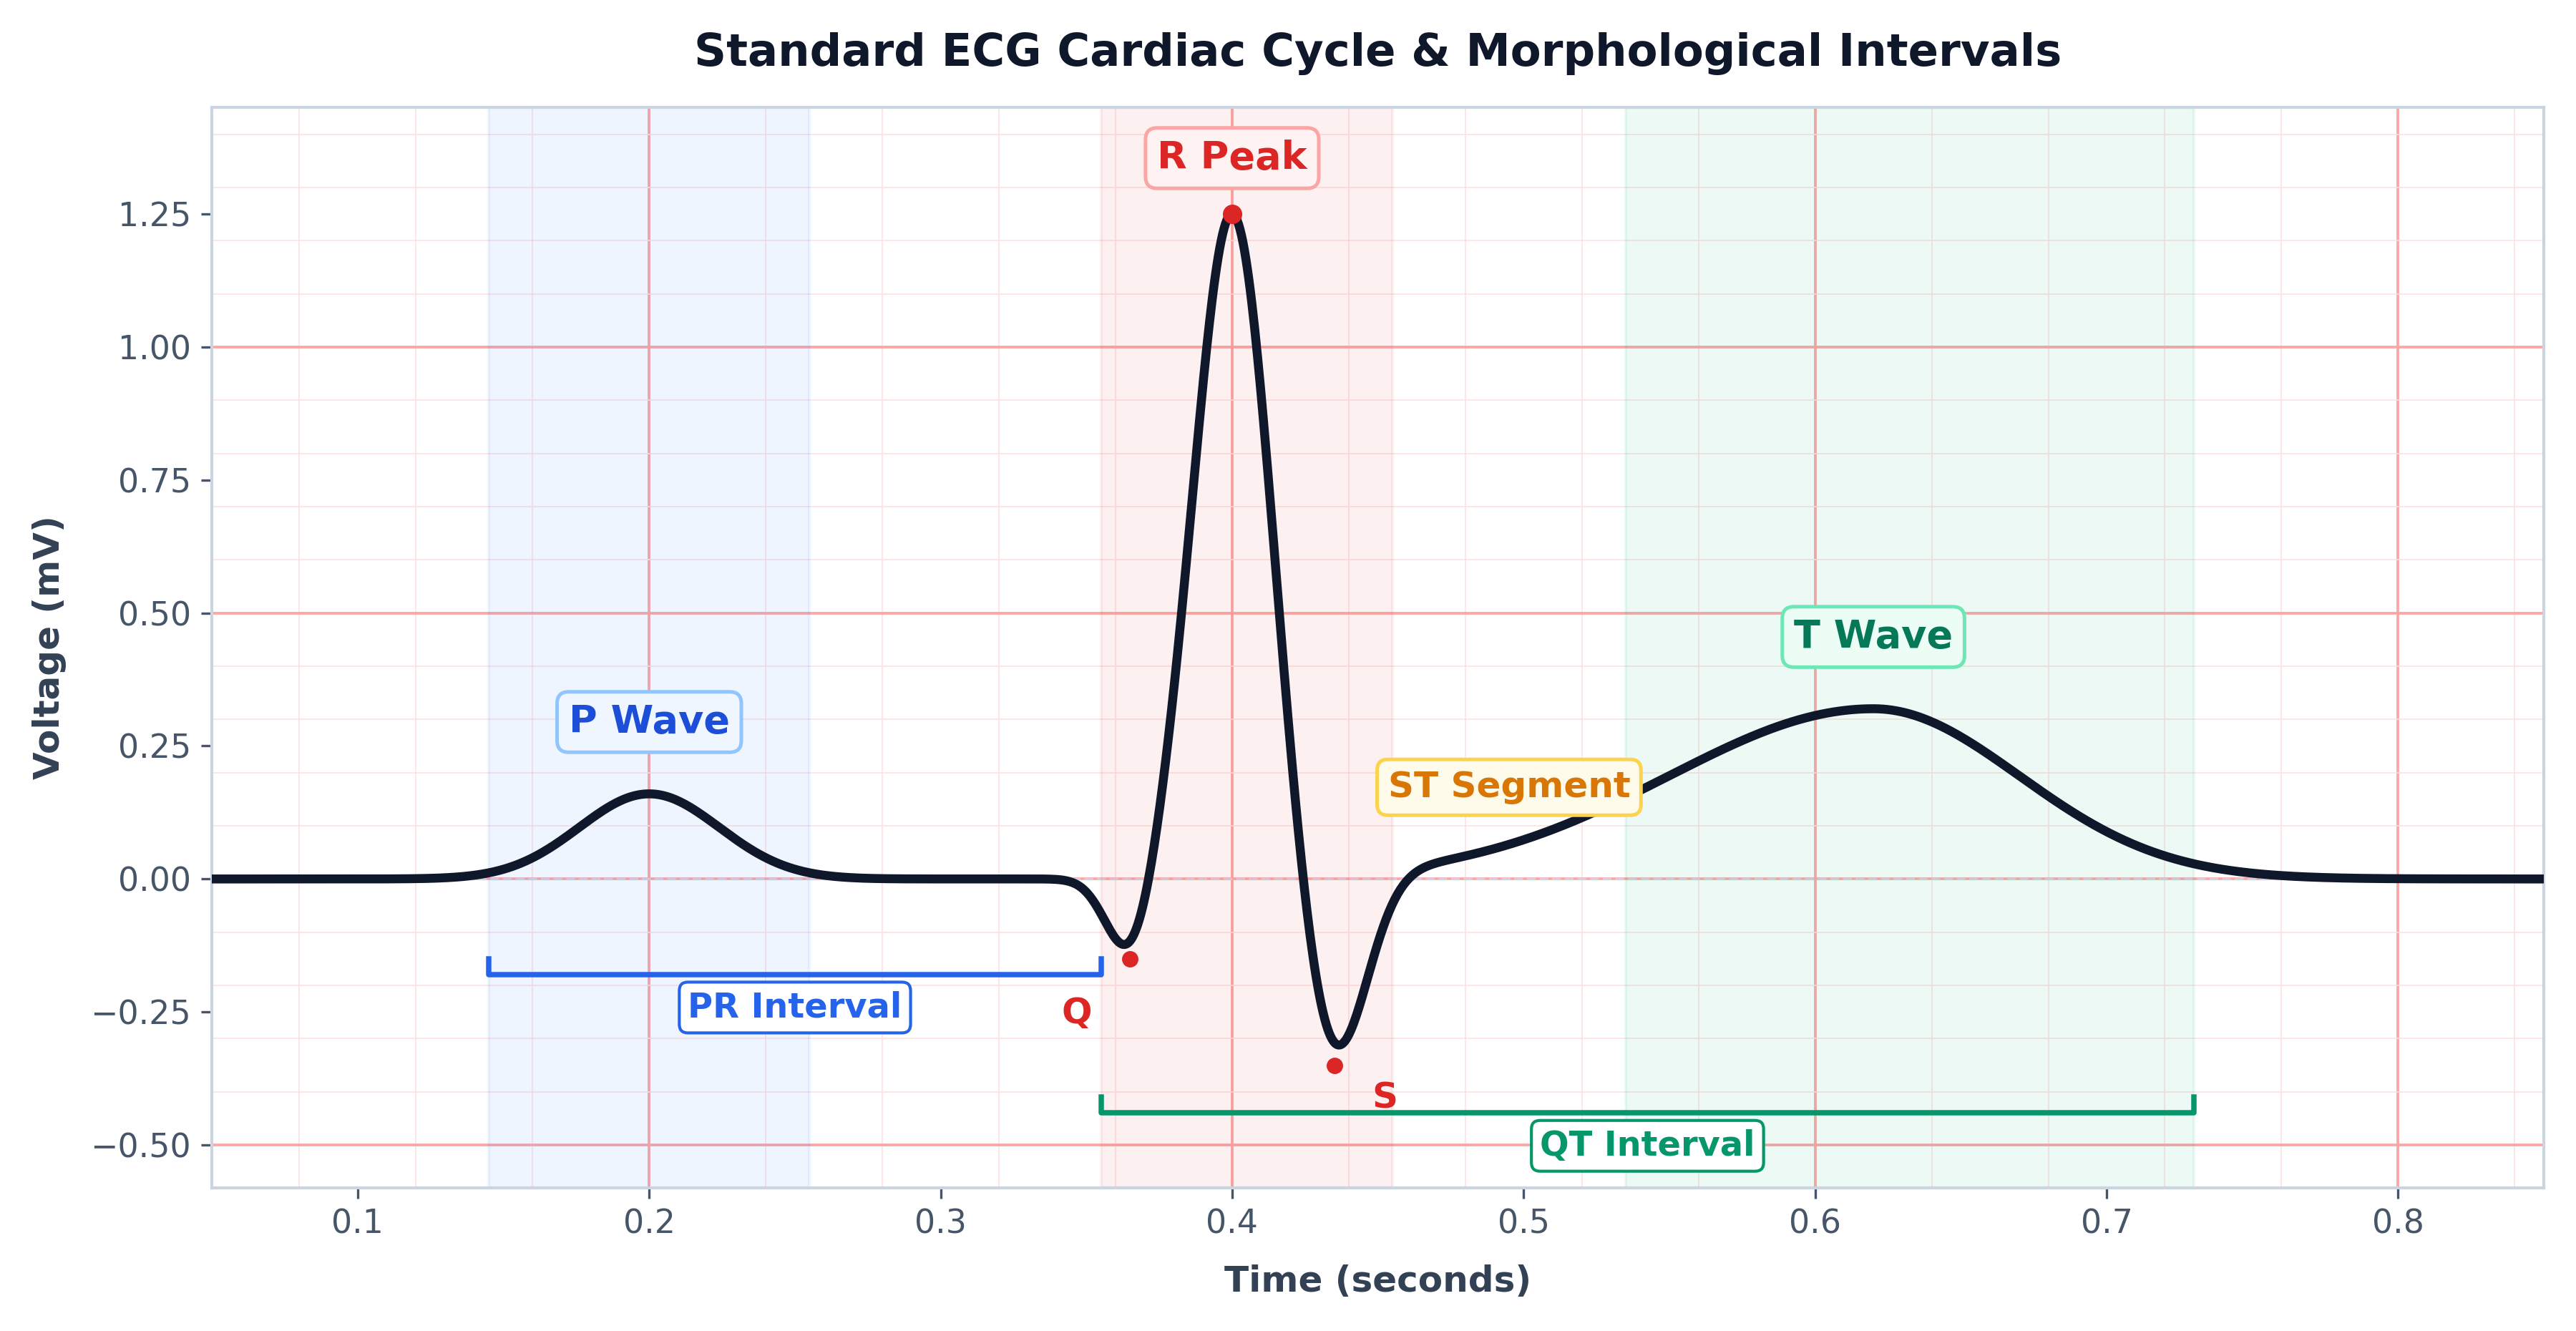 Standard ECG Cardiac Cycle & Morphological Intervals
Voltage (mV)
1.25
1.00
0.75
0.50
0.25
0.00
−0.25
−0.50
R Peak
P Wave
T Wave
ST Segment
PR Interval
Q
S
QT Interval
0.1 0.2 0.3 0.4 0.5 0.6 0.7 0.8
Time (seconds)